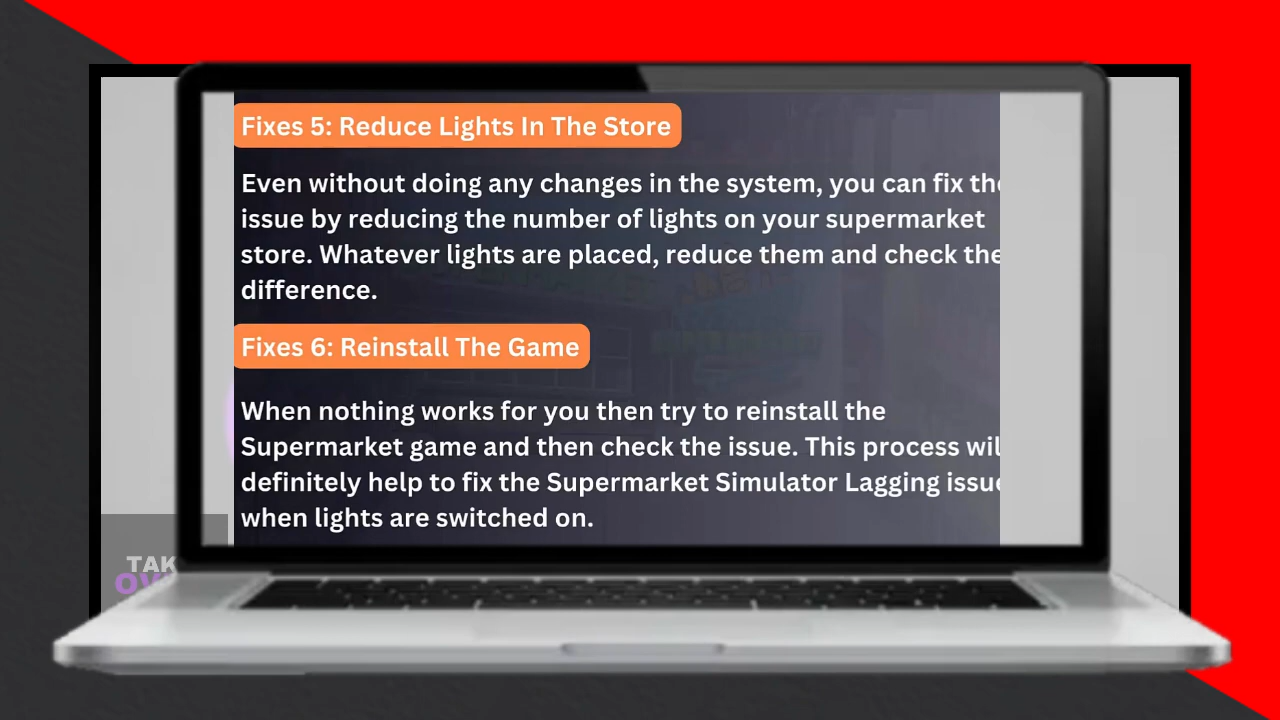 Fixes 5: Reduce Lights In The Store
Even without doing any changes in the system, you can fix the
issue by reducing the number of lights on your supermarket
store. Whatever lights are placed, reduce them and check the
difference.
Fixes 6: Reinstall The Game
When nothing works for you then try to reinstall the
Supermarket game and then check the issue. This process wil
definitely help to fix the Supermarket Simulator Lagging issue
when lights are switched on.
TAK
OV